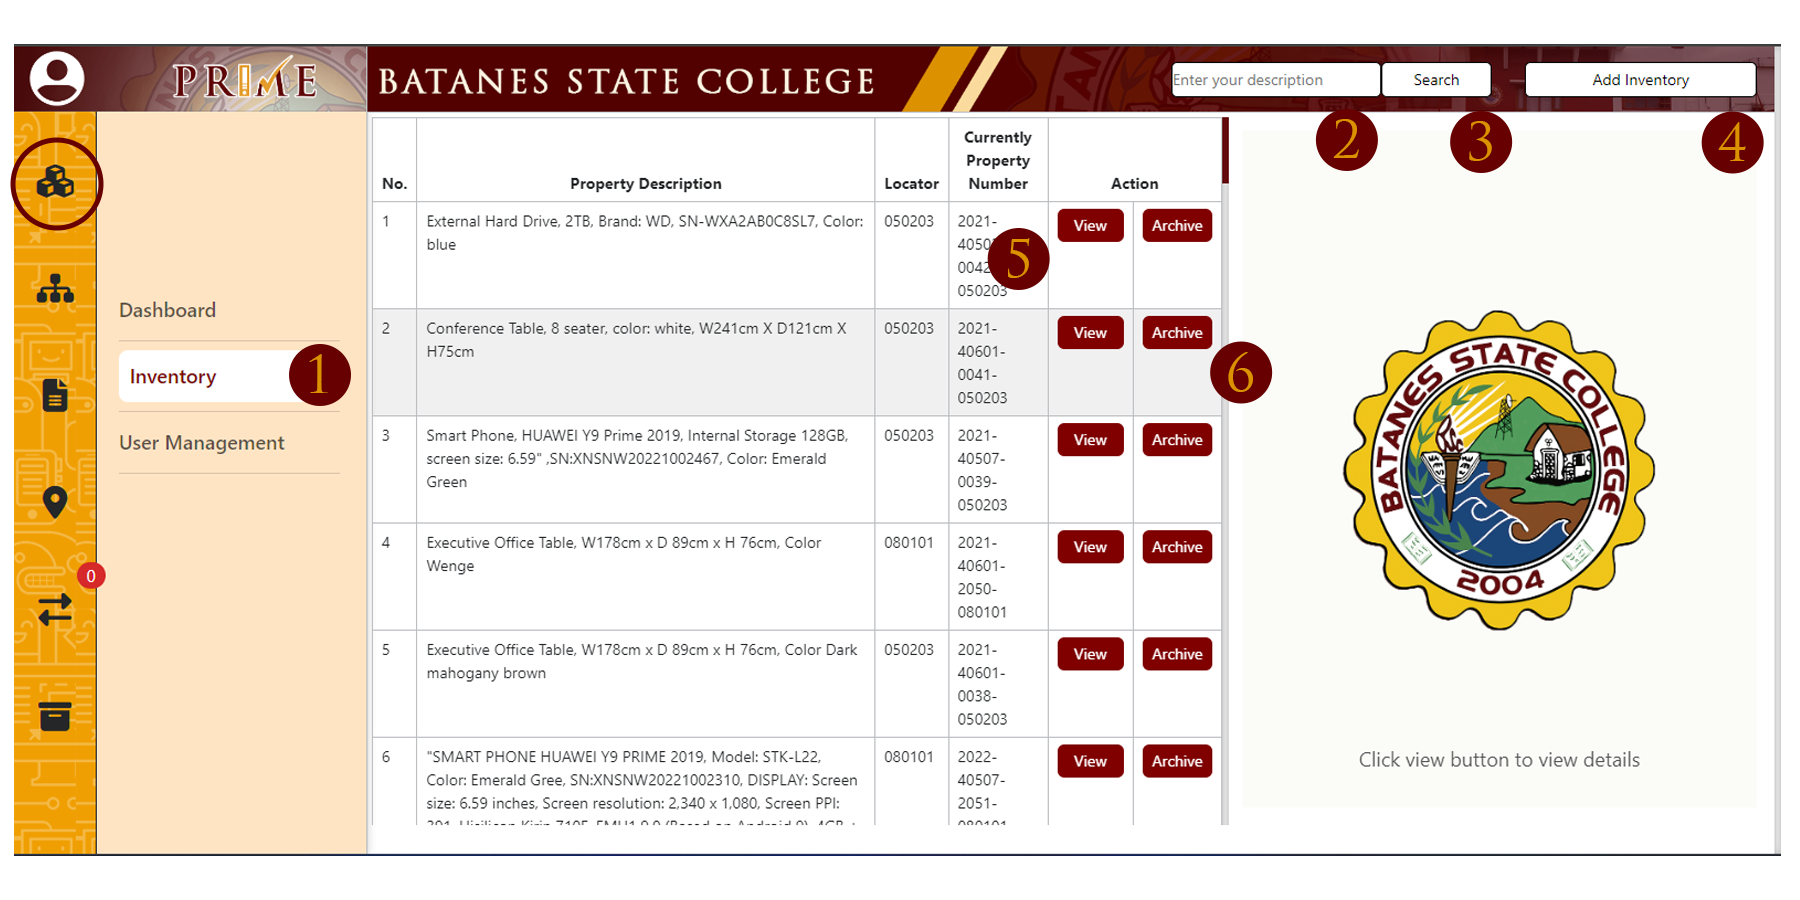 PRIME
BATANES STATE COLLEGE
Enter your description
Search
Add Inventory
2
3
4
Dashboard
Inventory
1
User Management
0
No.
Property Description
Locator
Currently
Property
Number
Action
1
External Hard Drive, 2TB, Brand: WD, SN-WXA2AB0C8SL7, Color:
blue
050203
2021-
4050
0042
050203
5
View
Archive
2
Conference Table, 8 seater, color: white, W241cm X D121cm X
H75cm
050203
2021-
40601-
0041-
050203
View
Archive
6
3
Smart Phone, HUAWEI Y9 Prime 2019, Internal Storage 128GB,
screen size: 6.59" ,SN:XNSNW20221002467, Color: Emerald
Green
050203
2021-
40507-
0039-
050203
View
Archive
4
Executive Office Table, W178cm x D 89cm x H 76cm, Color
Wenge
080101
2021-
40601-
2050-
080101
View
Archive
5
Executive Office Table, W178cm x D 89cm x H 76cm, Color Dark
mahogany brown
050203
2021-
40601-
0038-
050203
View
Archive
6
"SMART PHONE HUAWEI Y9 PRIME 2019, Model: STK-L22,
Color: Emerald Gree, SN:XNSNW20221002310, DISPLAY: Screen
size: 6.59 inches, Screen resolution: 2,340 x 1,080, Screen PPI:
080101
2022-
40507-
2051-
080101
View
Archive
BATANES STATE COLLEGE
2004
Click view button to view details